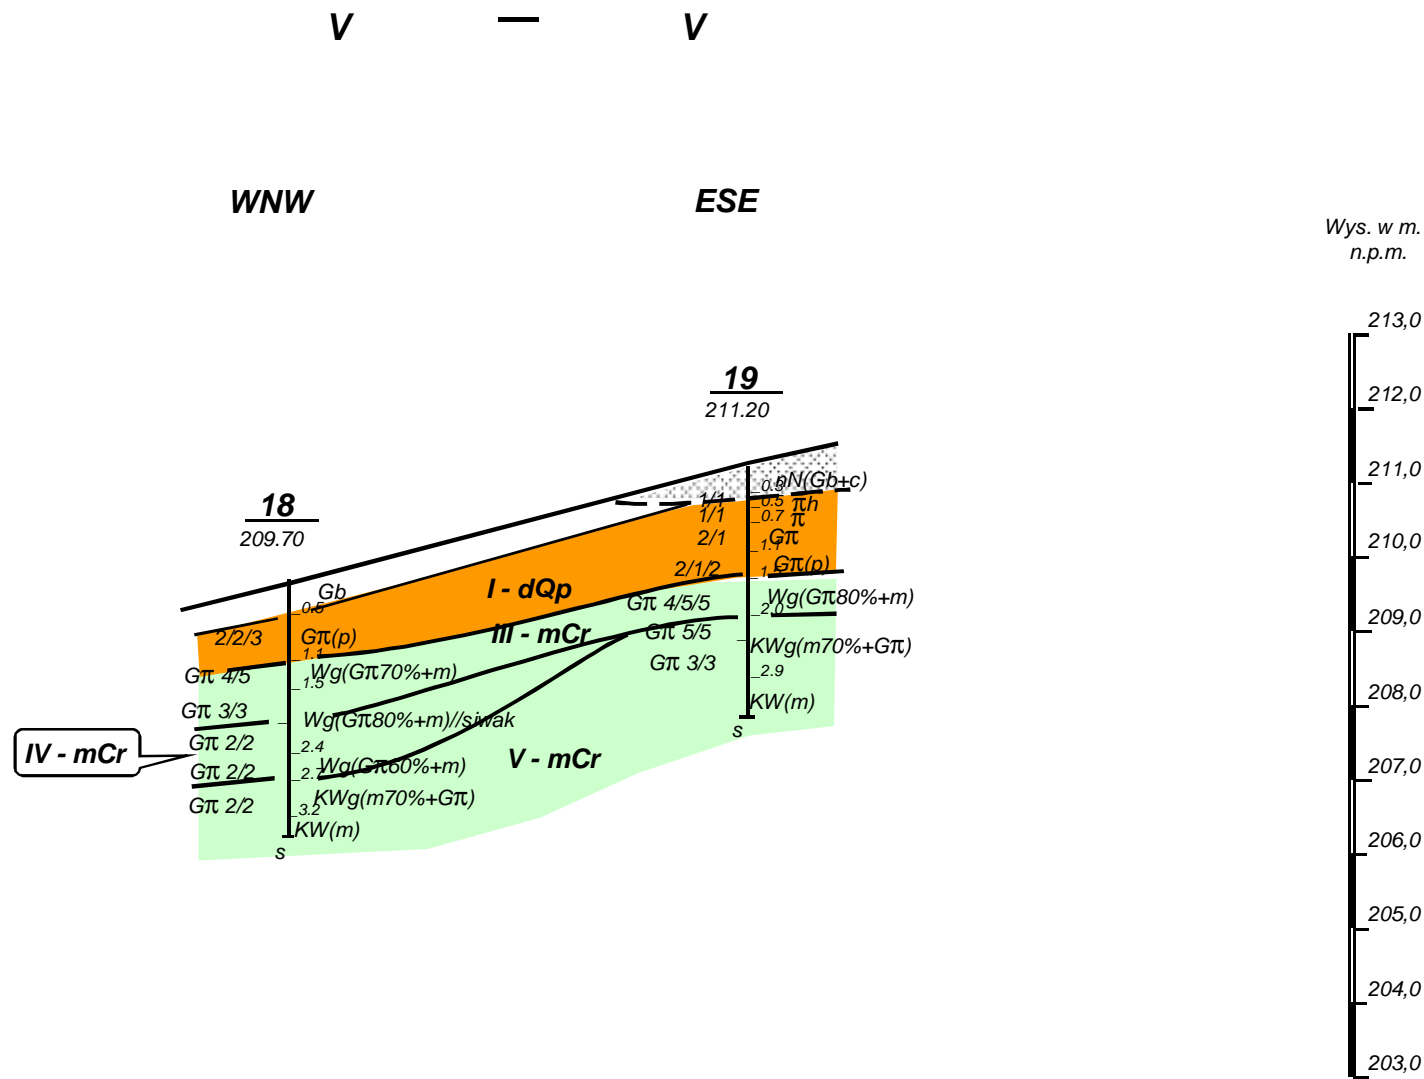 V — V
WNW
ESE
Wys. w m.
n.p.m.
213,0
212,0
211,0
210,0
209,0
208,0
207,0
206,0
205,0
204,0
203,0
19
211.20
18
209.70
0.3
nN(Gb+c)
1/1
0.5
πh
1/1
0.7
π
2/1
1.1
Gπ
2/1/2
Gπ(p)
Gπ 4/5/5
2.0
Wg(Gπ80%+m)
Gπ 5/5
KWg(m70%+Gπ)
Gπ 3/3
2.9
KW(m)
s
Gb
0.5
I - dQp
2/2/3
Gπ(p)
III - mCr
1.1
Gπ 4/5
Wg(Gπ70%+m)
1.5
Gπ 3/3
Wg(Gπ80%+m)//siwak
Gπ 2/2
2.4
IV - mCr
V - mCr
Gπ 2/2
2.7
Wg(Gπ60%+m)
Gπ 2/2
KWg(m70%+Gπ)
3.2
KW(m)
s